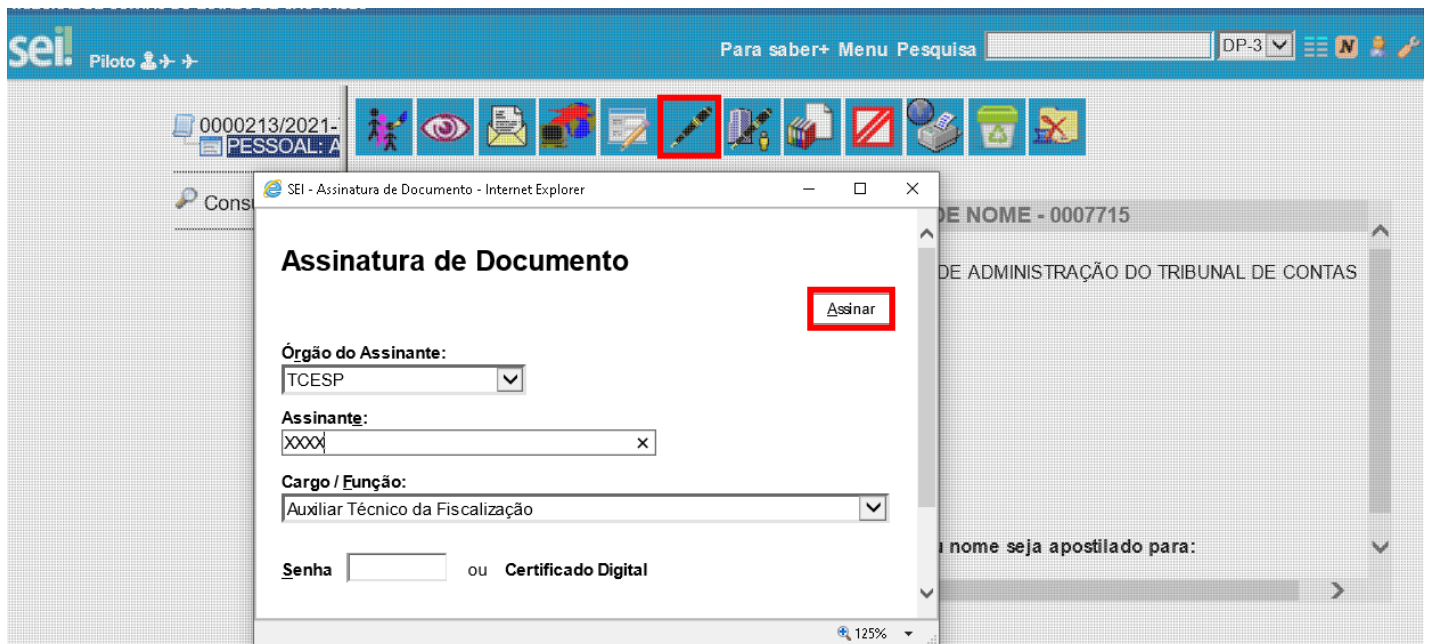 sei!
Piloto
Para saber+ Menu Pesquisa
DP-3
N
0000213/2021-
PESSOAL: A
Cons
SEI - Assinatura de Documento - Internet Explorer
DE NOME - 0007715
Assinatura de Documento
DE ADMINISTRAÇÃO DO TRIBUNAL DE CONTAS
Assinar
Órgão do Assinante:
TCESP
Assinante:
XXXX
Cargo / Função:
Auxiliar Técnico da Fiscalização
nome seja apostilado para:
Senha ou Certificado Digital
125%